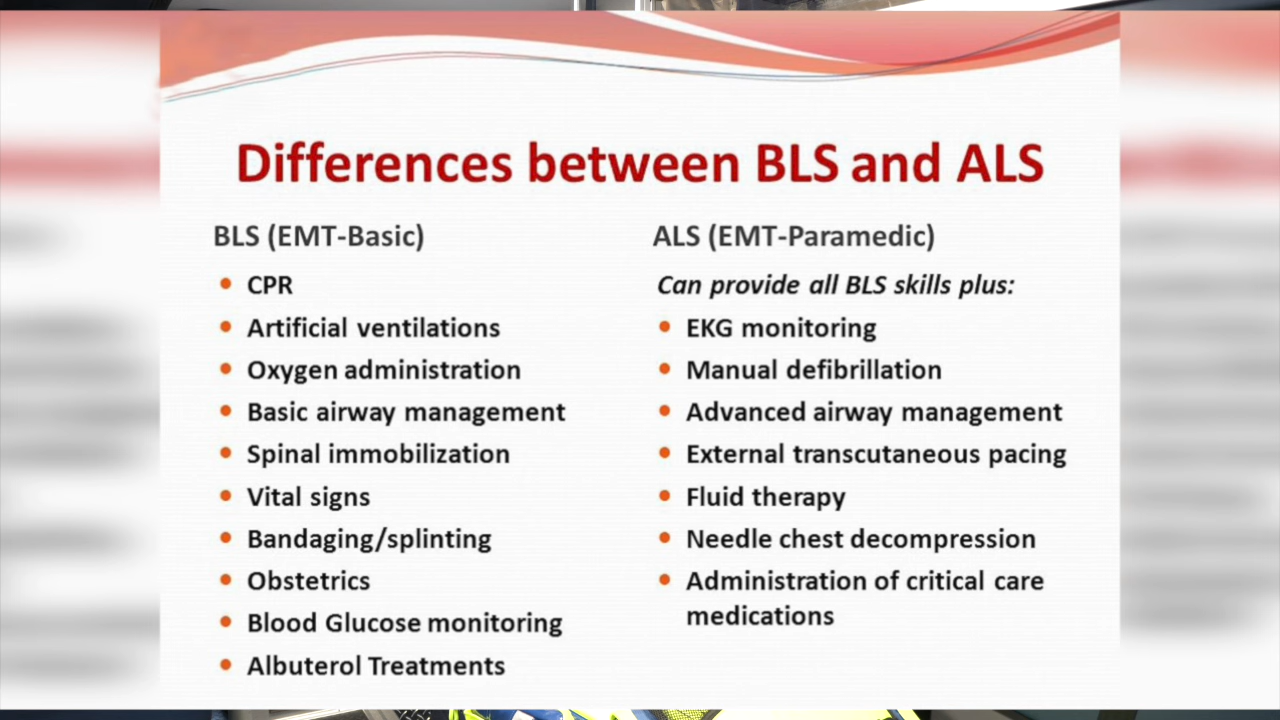 Differences between BLS and ALS
BLS (EMT-Basic)
CPR
Artificial ventilations
Oxygen administration
Basic airway management
Spinal immobilization
Vital signs
Bandaging/splinting
Obstetrics
Blood Glucose monitoring
Albuterol Treatments
ALS (EMT-Paramedic)
Can provide all BLS skills plus:
EKG monitoring
Manual defibrillation
Advanced airway management
External transcutaneous pacing
Fluid therapy
Needle chest decompression
Administration of critical care
medications